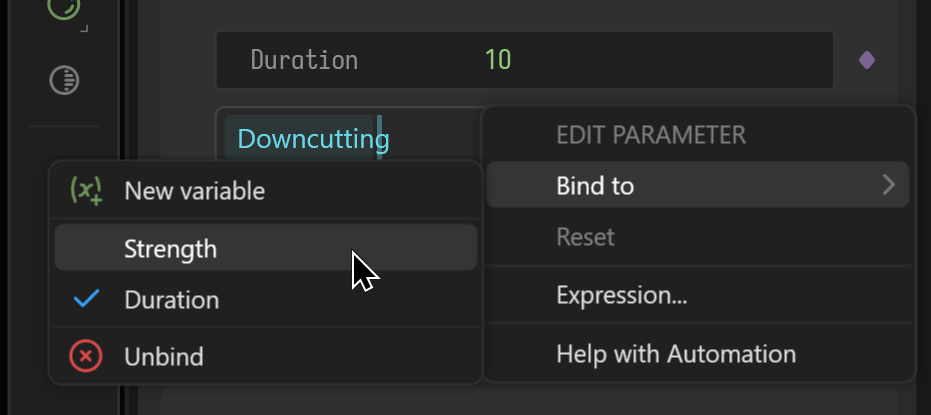 Duration 10
Downcutting
EDIT PARAMETER
Bind to
Reset
Expression...
Help with Automation
(x)+ New variable
Strength
Duration
Unbind